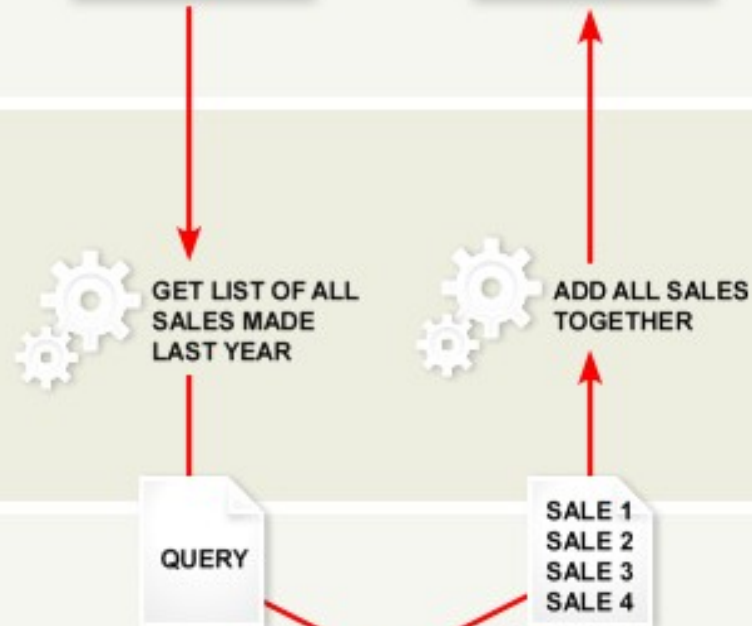 GET LIST OF ALL
SALES MADE
LAST YEAR
ADD ALL SALES
TOGETHER
QUERY
SALE 1
SALE 2
SALE 3
SALE 4